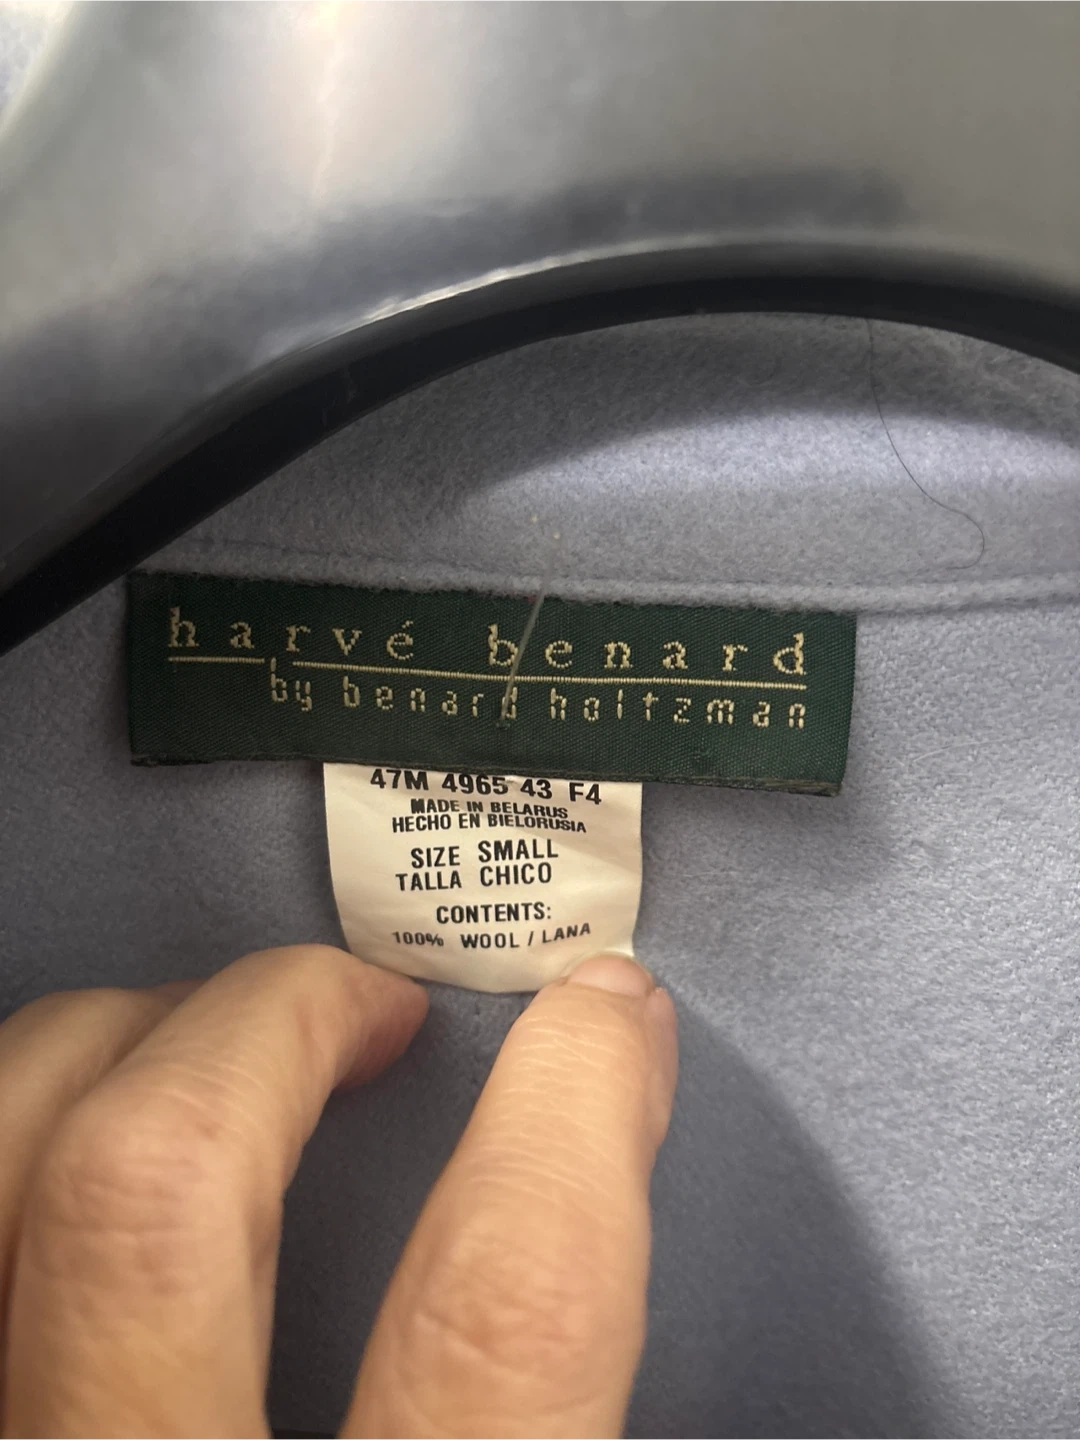 harvé benard
by benard holtzman
47M 4965 43 F4
MADE IN BELARUS
HECHO EN BIELORUSIA
SIZE SMALL
TALLA CHICO
CONTENTS:
100% WOOL / LANA